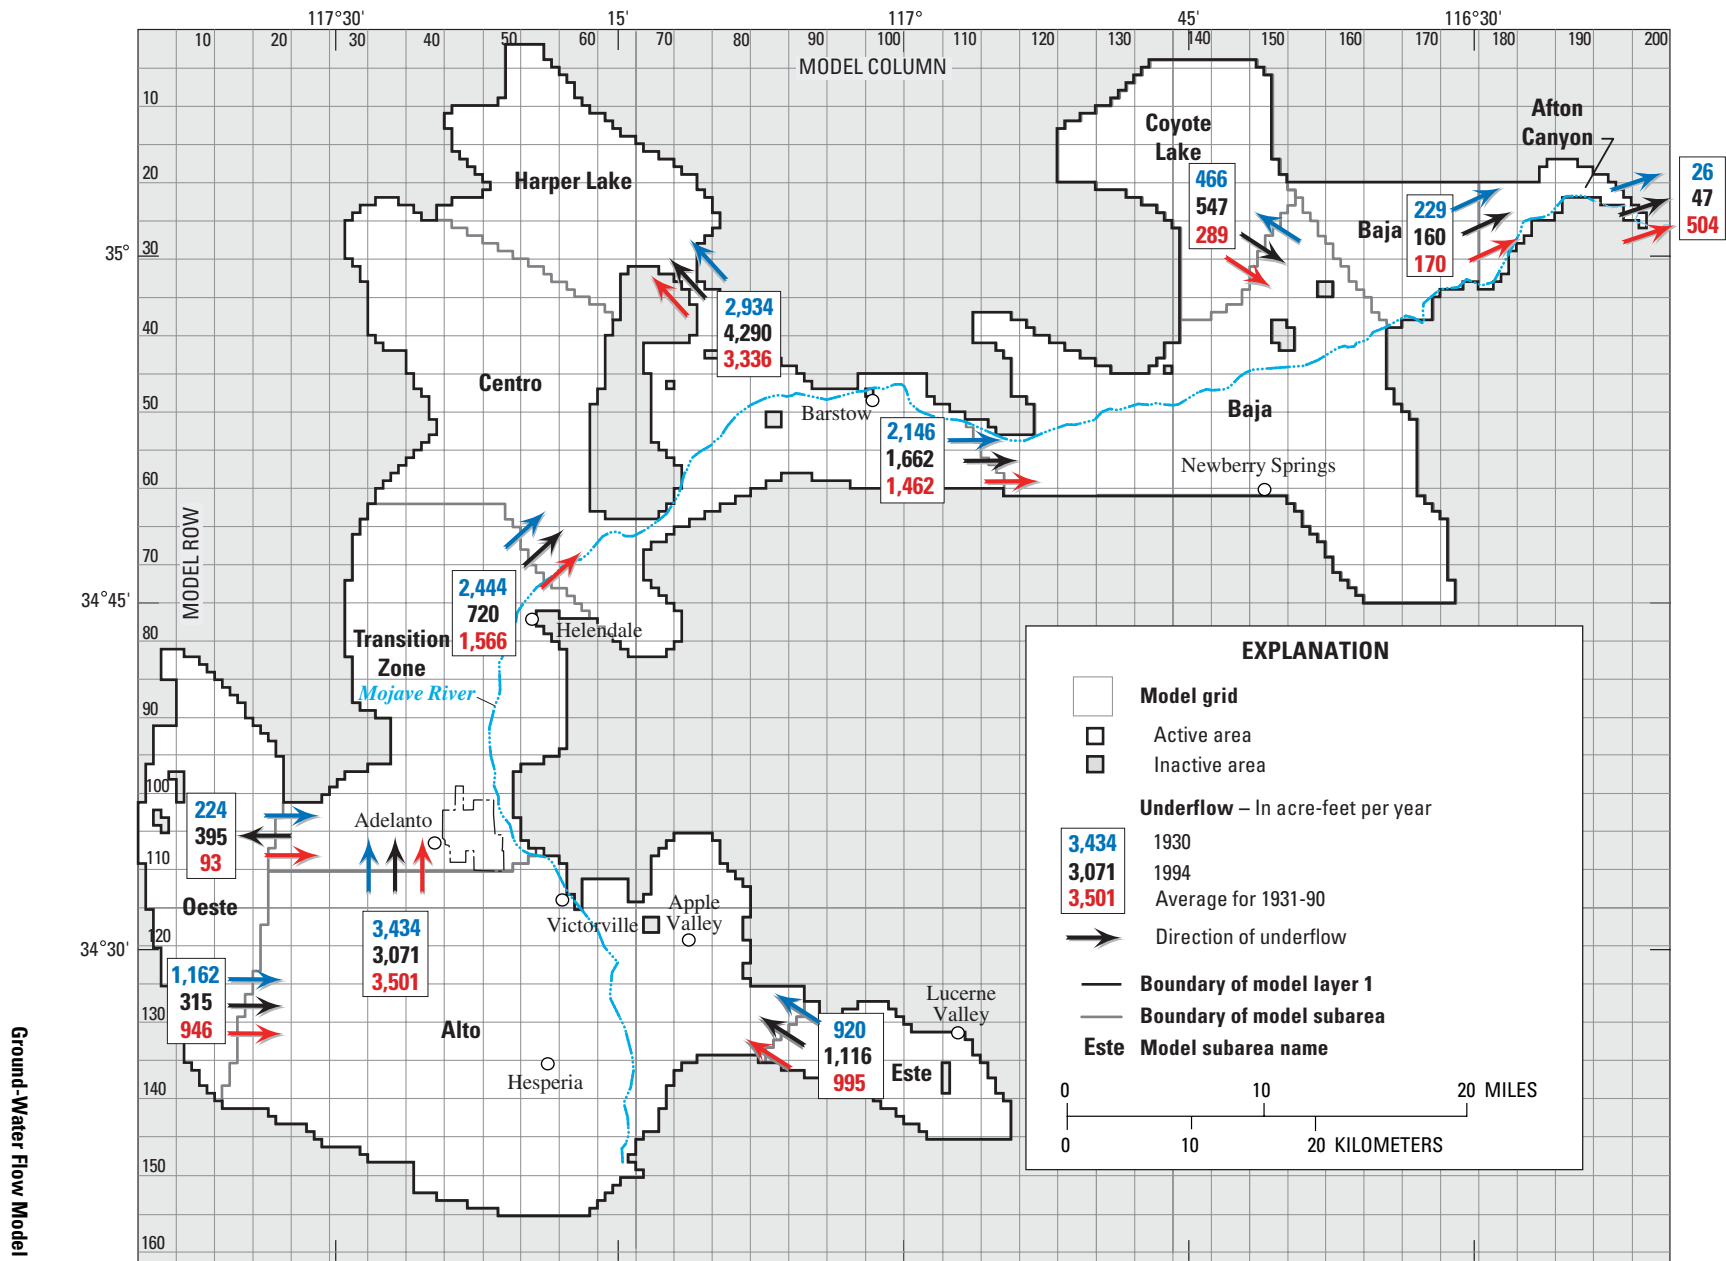 117°30'
15'
117°
45'
116°30'
10 20 30 40 50 60 70 80 90 100 110 120 130 140 150 160 170 180 190 200
MODEL COLUMN
10
20
35°
30
40
50
60
70
34°45'
80
90
100
110
34°30'
120
130
140
150
160
MODEL ROW
Harper Lake
Coyote
Lake
Afton
Canyon
26
47
504
466
547
289
Baja
229
160
170
2,934
4,290
3,336
Centro
Barstow
2,146
1,662
1,462
Baja
Newberry Springs
2,444
720
1,566
Helendale
Transition
Zone
Mojave River
224
395
93
Adelanto
Oeste
3,434
3,071
3,501
Victorville
Apple
Valley
1,162
315
946
Alto
Hesperia
Lucerne
Valley
920
1,116
995
Este
EXPLANATION
Model grid
Active area
Inactive area
Underflow – In acre-feet per year
3,434 1930
3,071 1994
3,501 Average for 1931-90
Direction of underflow
Boundary of model layer 1
Boundary of model subarea
Este Model subarea name
0 10 20 MILES
0 10 20 KILOMETERS
Ground-Water Flow Model